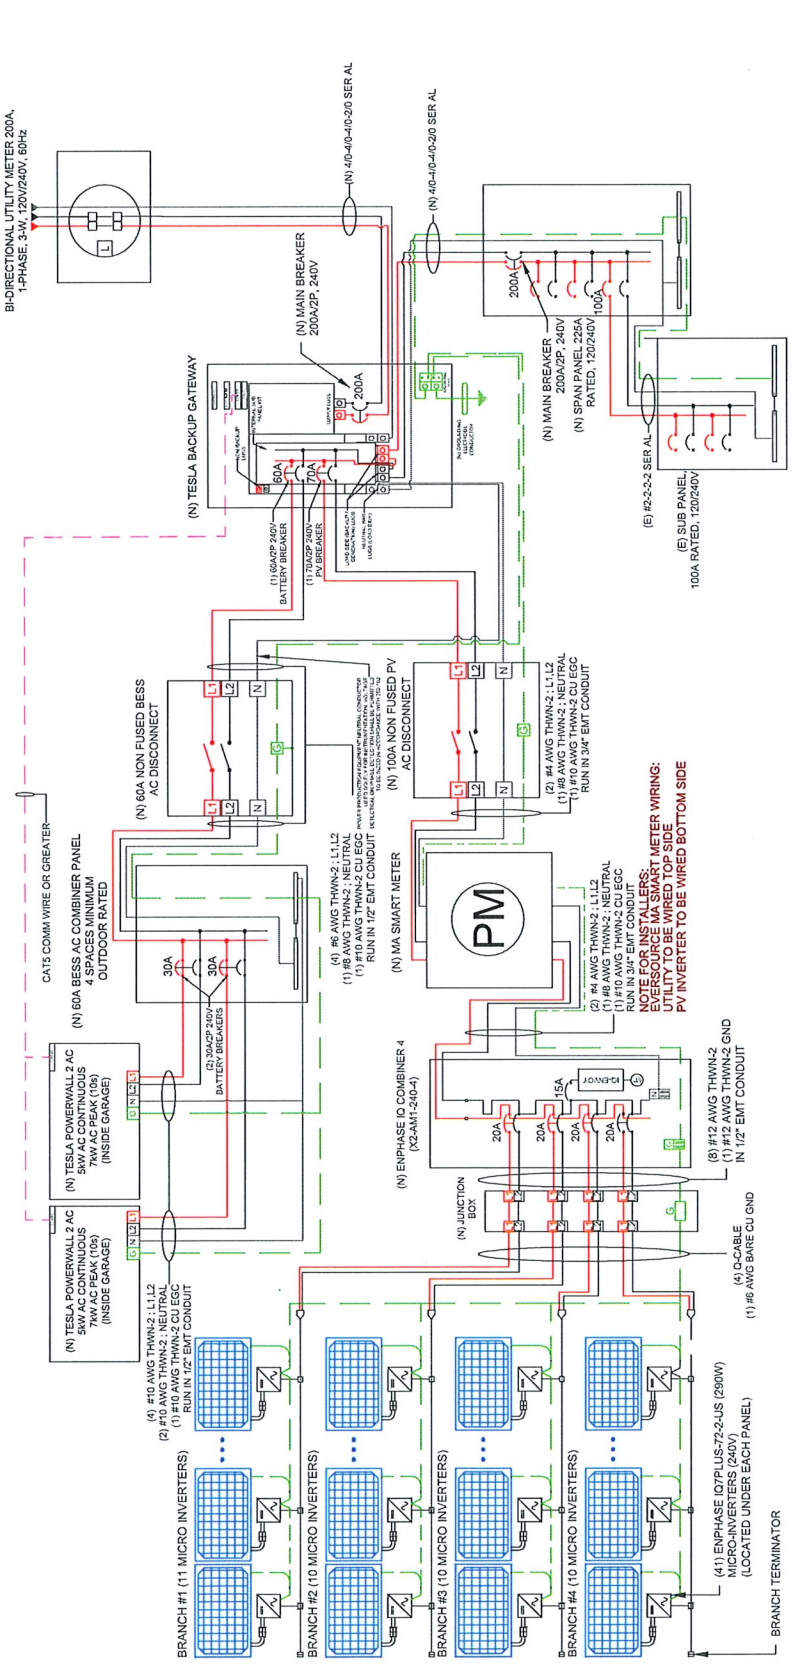 BI-DIRECTIONAL UTILITY METER 200A,
1-PHASE, 3-W, 120V/240V, 60Hz
L
(N) 4/0-4/0-4/0-2/0 SER AL
(N) 4/0-4/0-4/0-2/0 SER AL
(N) MAIN BREAKER
200A/2P, 240V
200A
(N) TESLA BACKUP GATEWAY
60A
70A
(1) 60A/2P 240V
BATTERY BREAKER
(1) 70A/2P 240V
PV BREAKER
200A
100A
(N) MAIN BREAKER
200A/2P, 240V
(N) SPAN PANEL 225A
RATED, 120/240V
(E) #2-2-2-2 SER AL
(E) SUB PANEL,
100A RATED, 120/240V
(N) 60A NON FUSED BESS
AC DISCONNECT
L1
L2
N
G
L1
L2
N
(N) 100A NON FUSED PV
AC DISCONNECT
L1
L2
N
G
L1
L2
N
(4) #6 AWG THWN-2 ; L1,L2
(1) #8 AWG THWN-2 ; NEUTRAL
(1) #10 AWG THWN-2 CU EGC
RUN IN 1/2" EMT CONDUIT
(2) #4 AWG THWN-2 ; L1,L2
(1) #8 AWG THWN-2 ; NEUTRAL
(1) #10 AWG THWN-2 CU EGC
RUN IN 3/4" EMT CONDUIT
CAT5 COMM WIRE OR GREATER
(N) 60A BESS AC COMBINER PANEL
4 SPACES MINIMUM
OUTDOOR RATED
30A
30A
(2) 30A/2P 240V
BATTERY BREAKERS
(N) MA SMART METER
PM
(2) #4 AWG THWN-2 ; L1,L2
(1) #8 AWG THWN-2 ; NEUTRAL
(1) #10 AWG THWN-2 CU EGC
RUN IN 3/4" EMT CONDUIT
NOTE FOR INSTALLERS:
EVERSOURCE MA SMART METER WIRING:
UTILITY TO BE WIRED TOP SIDE
PV INVERTER TO BE WIRED BOTTOM SIDE
(N) TESLA POWERWALL 2 AC
5kW AC CONTINUOUS
7kW AC PEAK (10s)
(INSIDE GARAGE)
L1
L2
N
G
(N) TESLA POWERWALL 2 AC
5kW AC CONTINUOUS
7kW AC PEAK (10s)
(INSIDE GARAGE)
L1
L2
N
G
(4) #10 AWG THWN-2 ; L1,L2
(2) #10 AWG THWN-2 ; NEUTRAL
(1) #10 AWG THWN-2 CU EGC
RUN IN 1/2" EMT CONDUIT
(N) ENPHASE IQ COMBINER 4
(X2-AM1-240-4)
20A
20A
20A
20A
15A
IQ-ENVOY
(8) #12 AWG THWN-2
(1) #12 AWG THWN-2 GND
IN 1/2" EMT CONDUIT
(N) JUNCTION
BOX
G
(4) Q-CABLE
(1) #6 AWG BARE CU GND
BRANCH #1 (11 MICRO INVERTERS)
BRANCH #2 (10 MICRO INVERTERS)
BRANCH #3 (10 MICRO INVERTERS)
BRANCH #4 (10 MICRO INVERTERS)
(41) ENPHASE IQ7PLUS-72-2-US (290W)
MICRO-INVERTERS (240V)
(LOCATED UNDER EACH PANEL)
BRANCH TERMINATOR